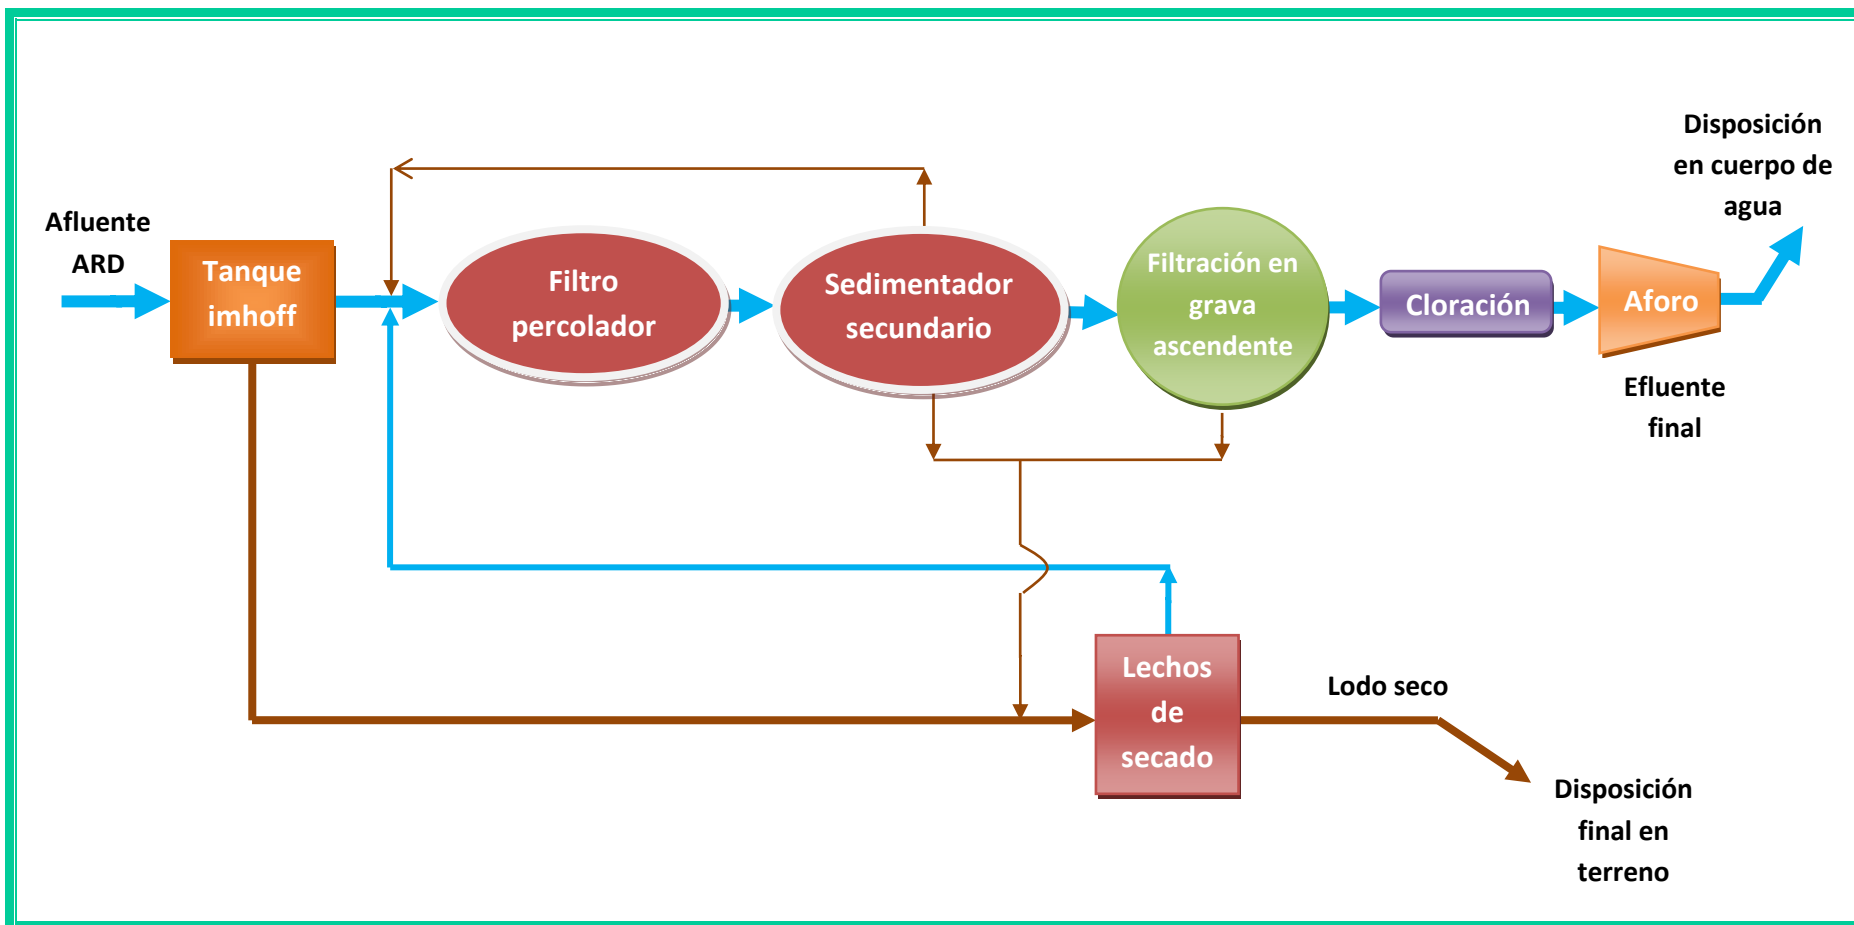 Afluente
ARD
Tanque
imhoff
Filtro
percolador
Sedimentador
secundario
Filtración en
grava
ascendente
Cloración
Aforo
Disposición
en cuerpo de
agua
Efluente
final
Lechos
de
secado
Lodo seco
Disposición
final en
terreno